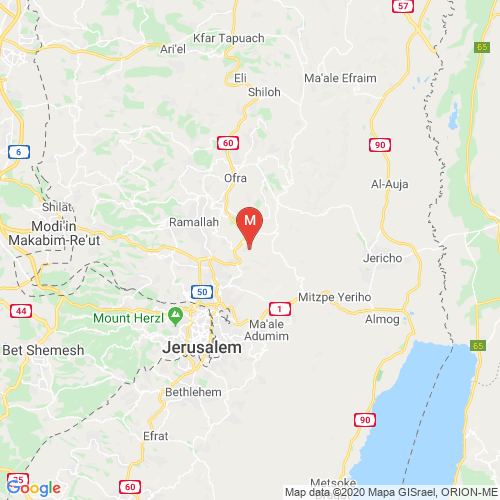 57
Kfar Tapuach
Ari'el
65
Eli
Ma'ale Efraim
Shiloh
60
90
6
Ofra
Al-Auja
Shilat
Ramallah
M
Modi'in
Makabim-Re'ut
Jericho
50
Mitzpe Yeriho
44
1
Mount Herzl
Almog
Ma'ale
Adumim
Jerusalem
Bet Shemesh
65
Bethlehem
90
Efrat
35
60
Metsoke
Google
Map data ©2020 Mapa GISrael, ORION-ME